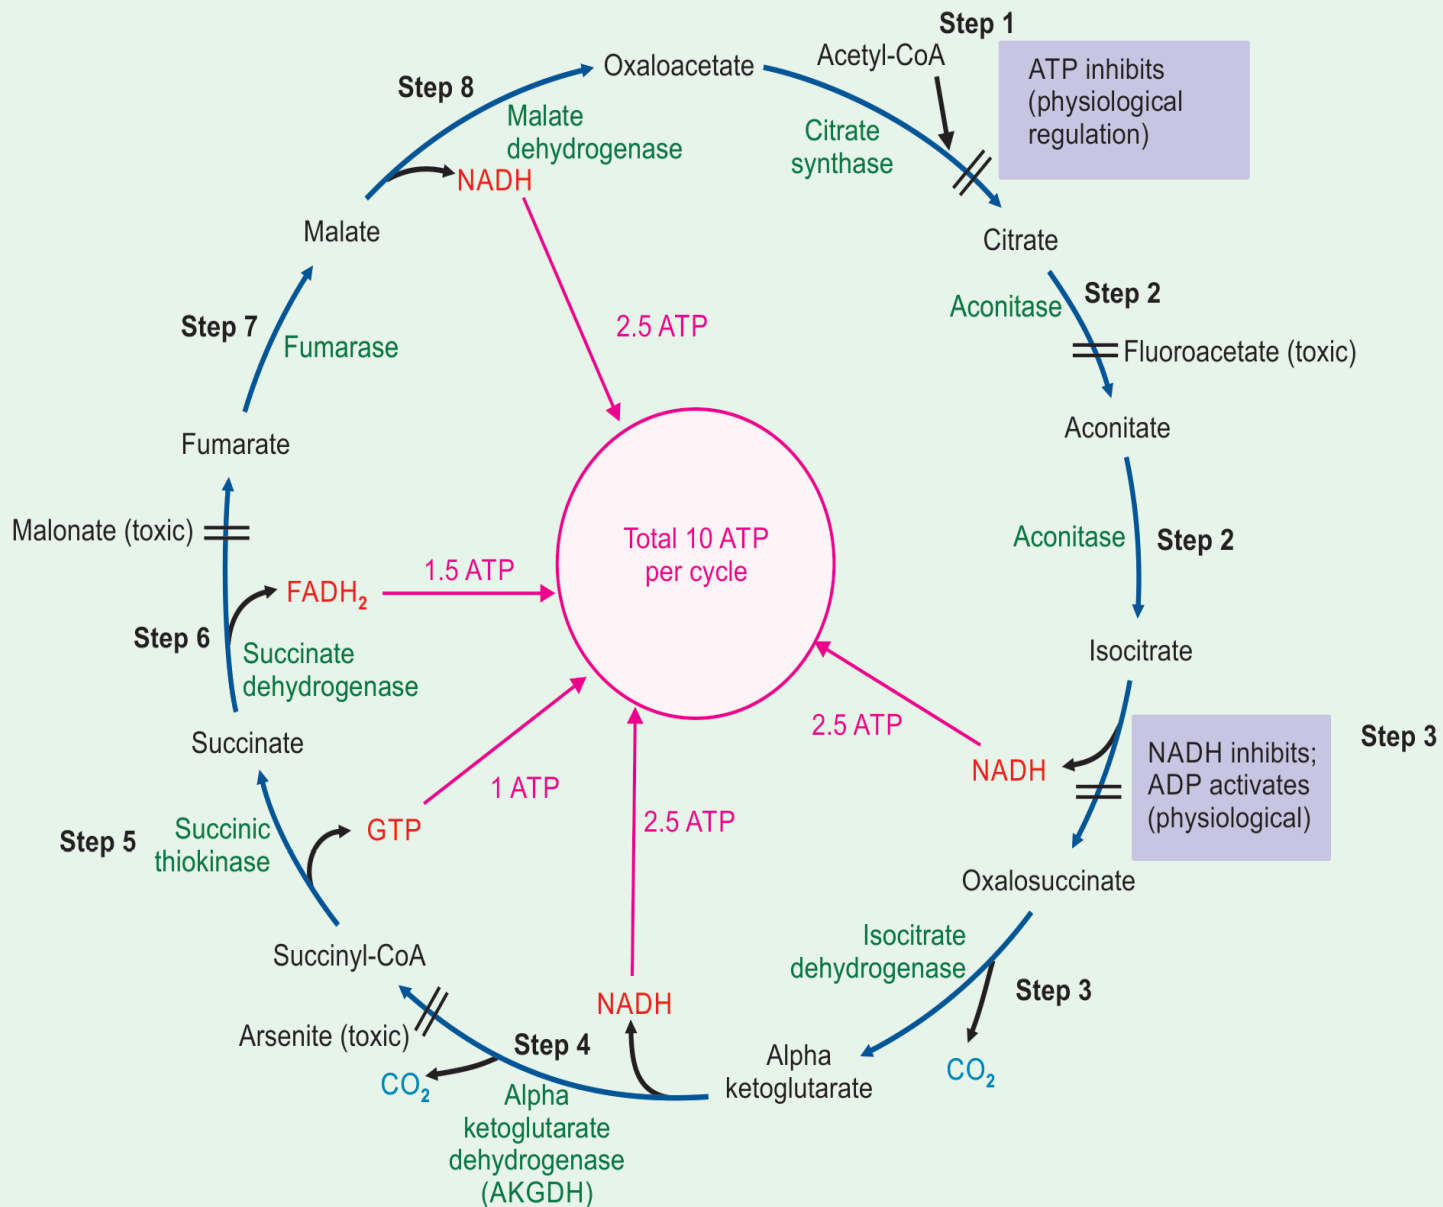 Step 1
Acetyl-CoA
Oxaloacetate
ATP inhibits
(physiological
regulation)
Step 8
Malate
dehydrogenase
Citrate
synthase
NADH
Malate
Citrate
Step 2
Aconitase
2.5 ATP
Step 7
Fumarase
Fluoroacetate (toxic)
Fumarate
Aconitate
Malonate (toxic)
Total 10 ATP
per cycle
Aconitase
Step 2
1.5 ATP
FADH₂
Step 6
Succinate
dehydrogenase
Isocitrate
2.5 ATP
Step 3
Succinate
NADH
NADH inhibits;
ADP activates
(physiological)
1 ATP
2.5 ATP
Step 5
Succinic
thiokinase
GTP
Oxalosuccinate
Isocitrate
dehydrogenase
Succinyl-CoA
Step 3
NADH
Arsenite (toxic)
Step 4
Alpha
ketoglutarate
CO₂
CO₂
Alpha
ketoglutarate
dehydrogenase
(AKGDH)